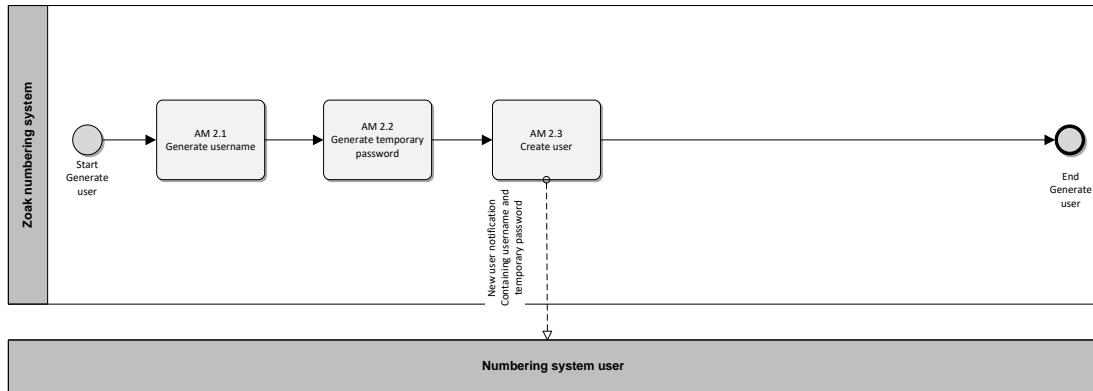 Zoak numbering system
Start
Generate
user
AM 2.1
Generate username
AM 2.2
Generate temporary
password
AM 2.3
Create user
End
Generate
user
New user notification
Containing username and
temporary password
Numbering system user